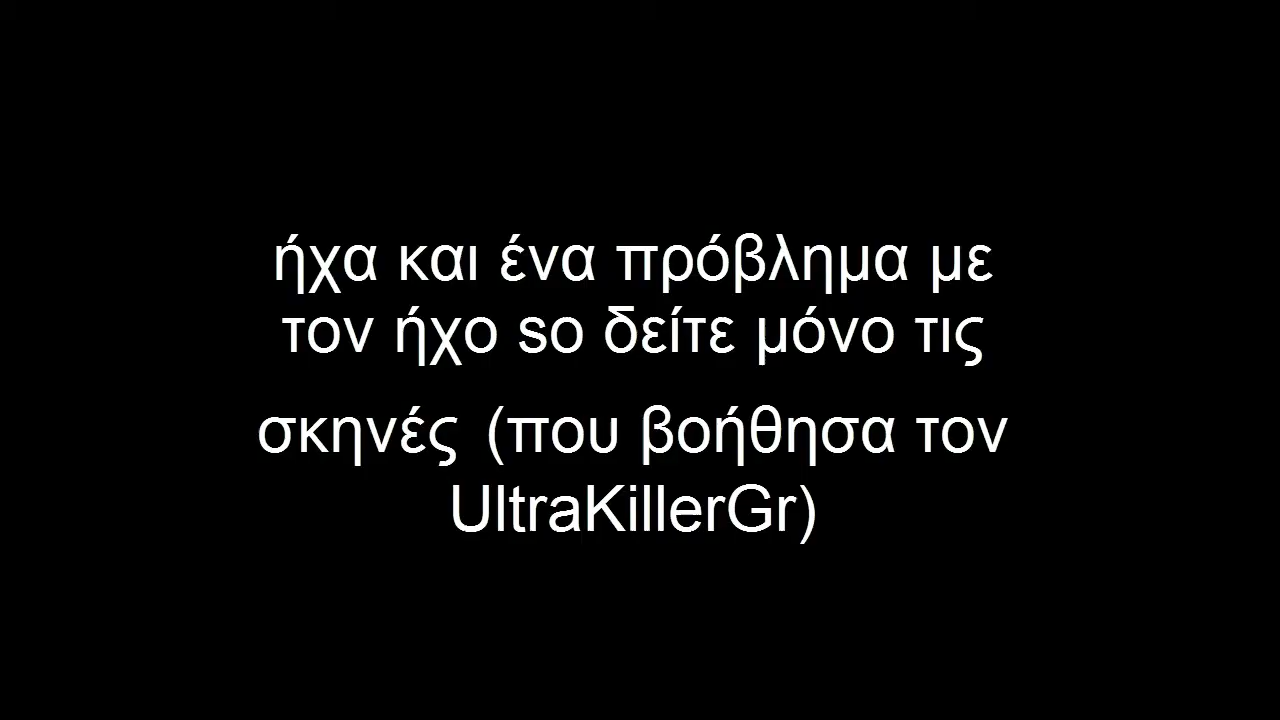 ήχα και ένα πρόβλημα με
τον ήχο so δείτε μόνο τις
σκηνές (που βοήθησα τον
UltraKillerGr)